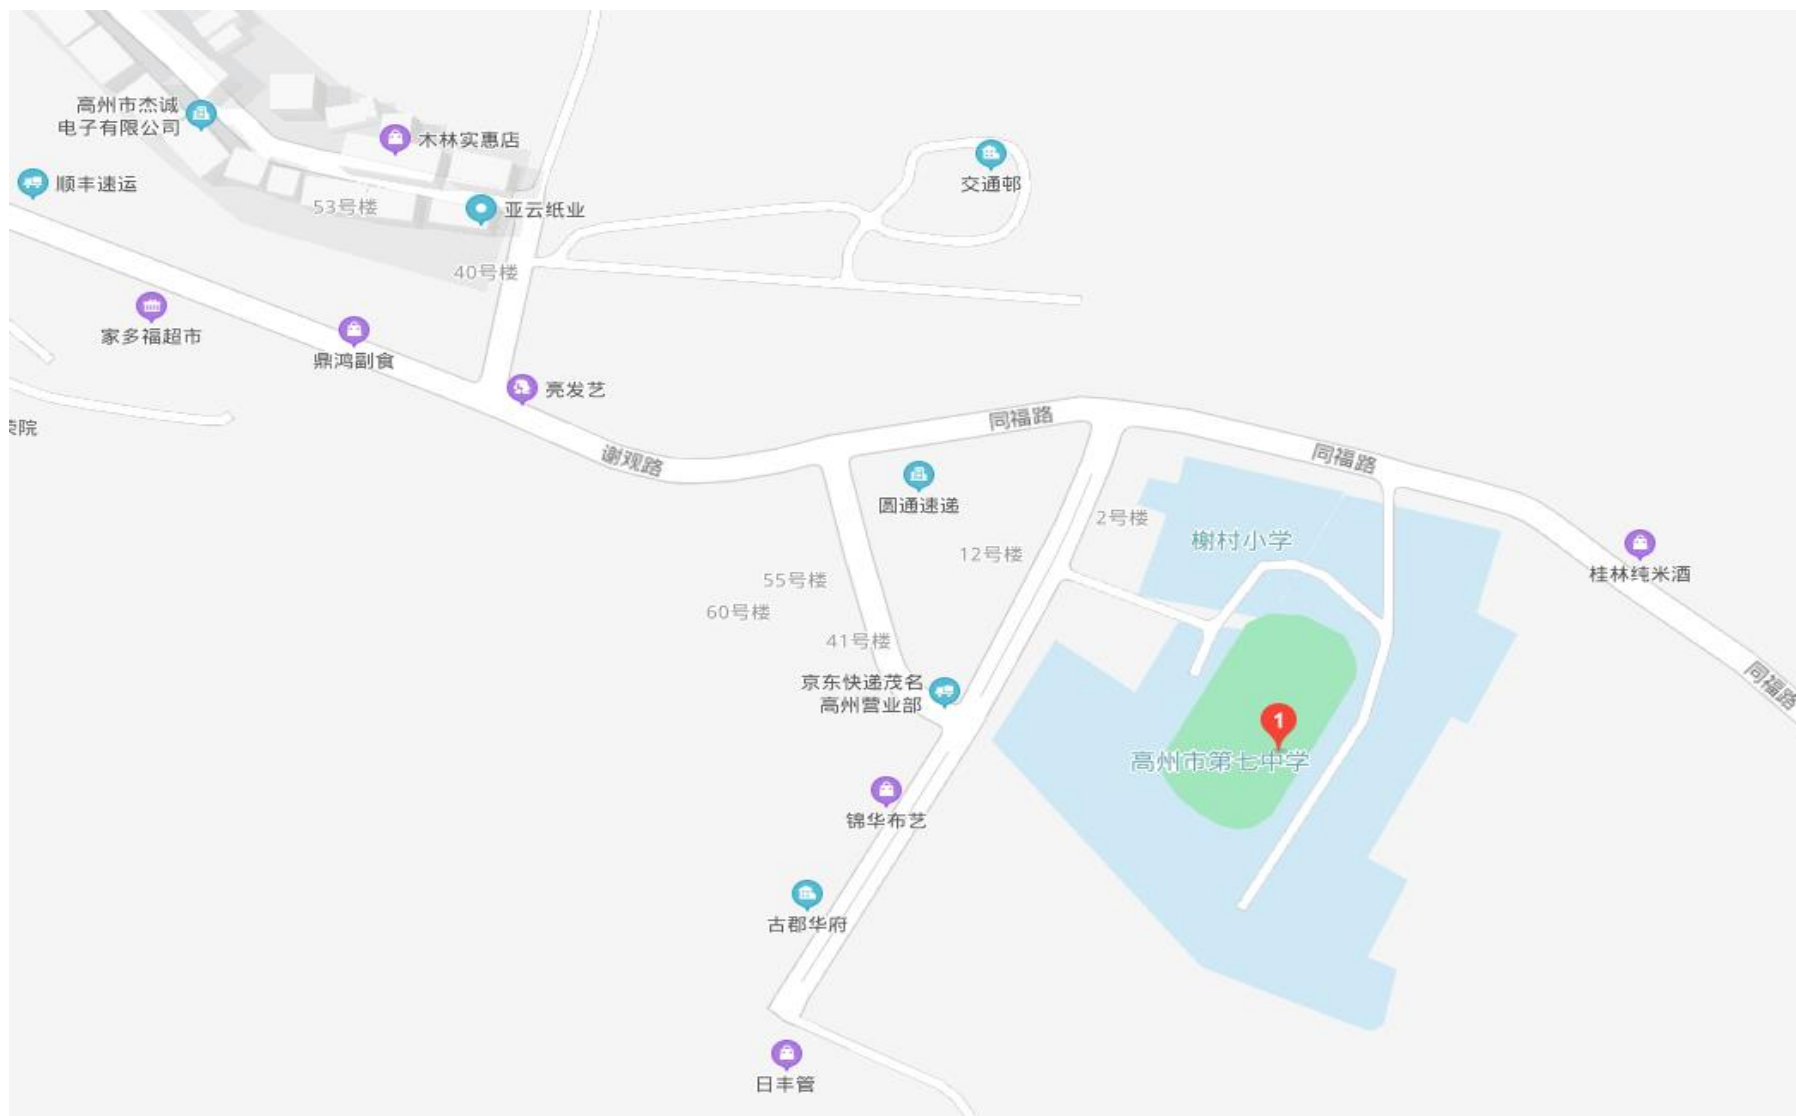 高州市杰诚
电子有限公司
木林实惠店
顺丰速运
53号楼
亚云纸业
交通邨
40号楼
家多福超市
鼎鸿副食
亮发艺
院
谢观路
同福路
同福路
圆通速递
2号楼
12号楼
榭村小学
桂林纯米酒
55号楼
60号楼
41号楼
京东快递茂名
高州营业部
同福路
1
高州市第七中学
锦华布艺
古郡华府
日丰管